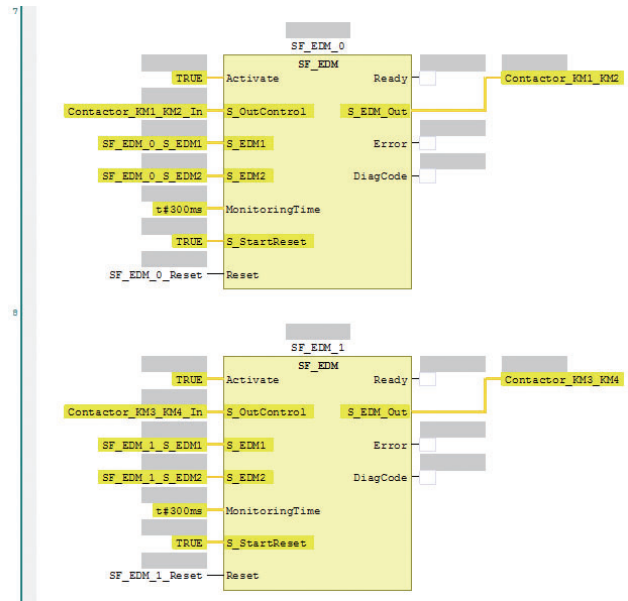 7
SF_EDM_0
SF_EDM
TRUE Activate Ready Contactor_KM1_KM2
Contactor_KM1_KM2_In S_OutControl S_EDM_Out
SF_EDM_0_S_EDM1 S_EDM1 Error
SF_EDM_0_S_EDM2 S_EDM2 DiagCode
t#300ms MonitoringTime
TRUE S_StartReset
SF_EDM_0_Reset Reset
8
SF_EDM_1
SF_EDM
TRUE Activate Ready Contactor_KM3_KM4
Contactor_KM3_KM4_In S_OutControl S_EDM_Out
SF_EDM_1_S_EDM1 S_EDM1 Error
SF_EDM_1_S_EDM2 S_EDM2 DiagCode
t#300ms MonitoringTime
TRUE S_StartReset
SF_EDM_1_Reset Reset